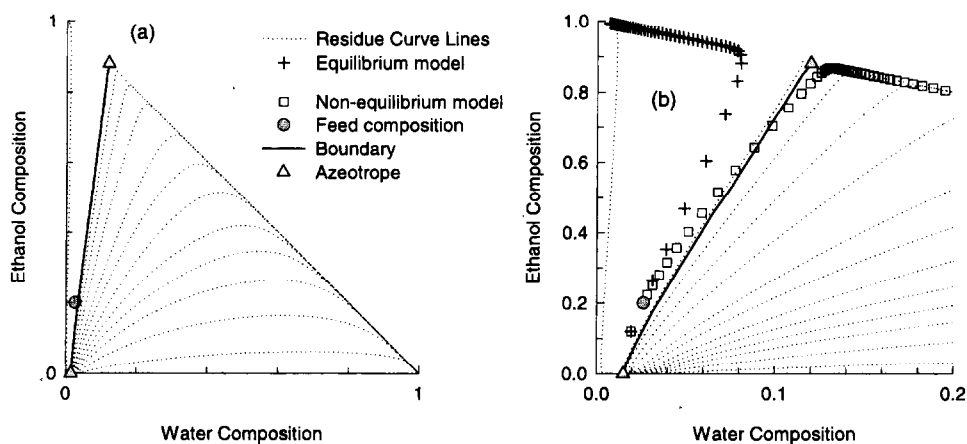 1
(a)
Residue Curve Lines
Equilibrium model
Non-equilibrium model
Feed composition
Boundary
Azeotrope
Ethanol Composition
0
0
1
Water Composition
1.0
0.8
0.6
0.4
0.2
0.0
(b)
Ethanol Composition
0.0
0.1
0.2
Water Composition